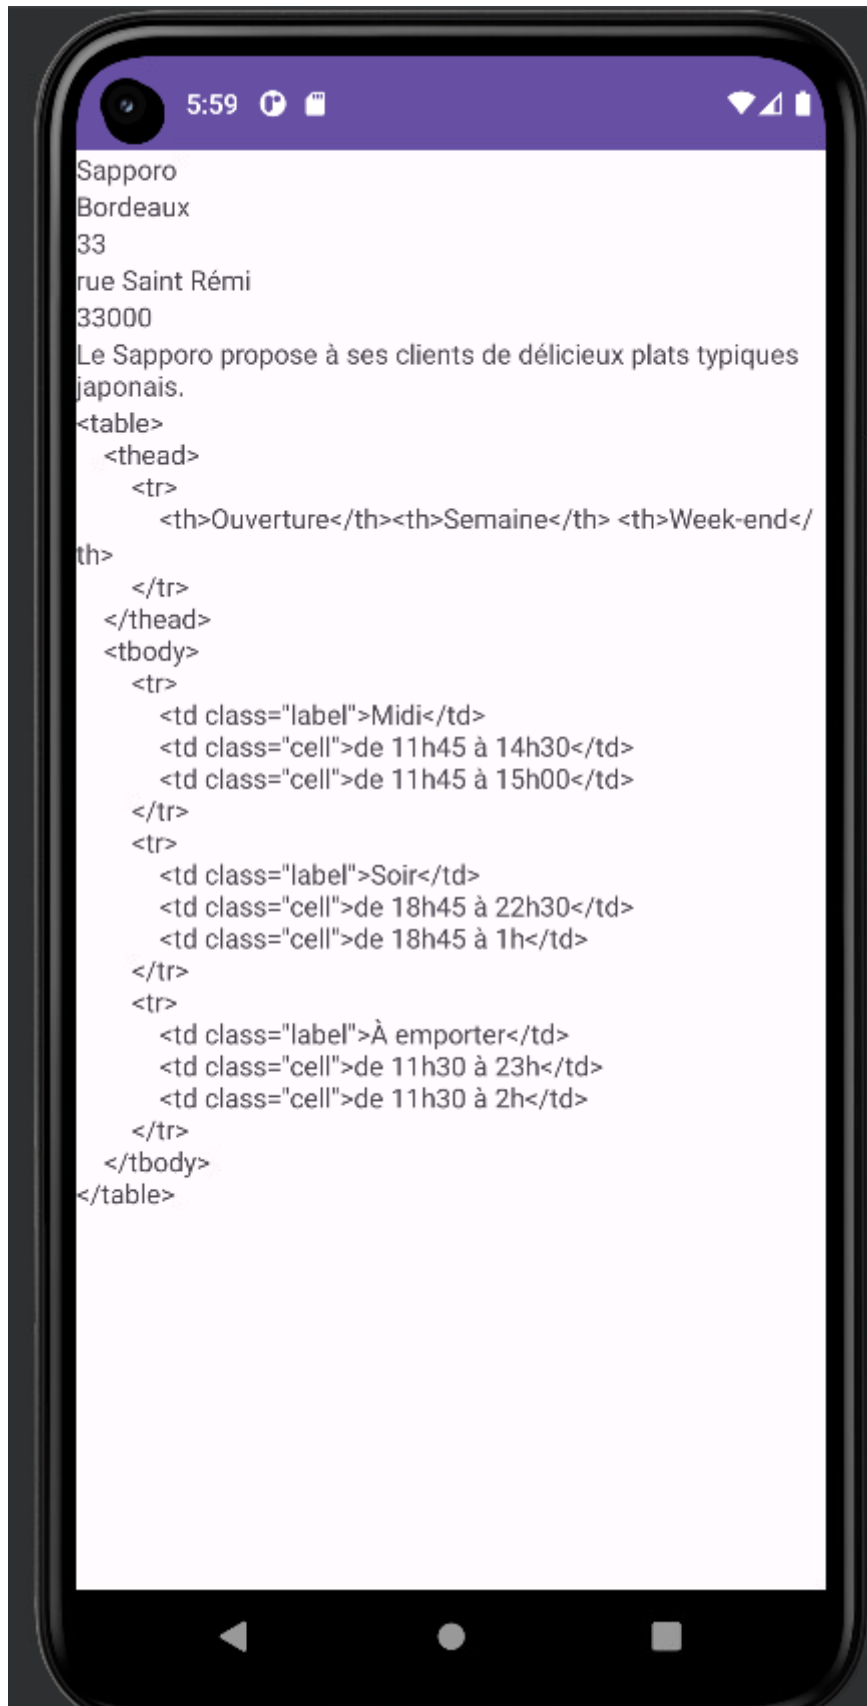 5:59
Sapporo
Bordeaux
33
rue Saint Rémi
33000
Le Sapporo propose à ses clients de délicieux plats typiques
japonais.
<table>
    <thead>
        <tr>
            <th>Ouverture</th><th>Semaine</th> <th>Week-end</
th>
        </tr>
    </thead>
    <tbody>
        <tr>
            <td class="label">Midi</td>
            <td class="cell">de 11h45 à 14h30</td>
            <td class="cell">de 11h45 à 15h00</td>
        </tr>
        <tr>
            <td class="label">Soir</td>
            <td class="cell">de 18h45 à 22h30</td>
            <td class="cell">de 18h45 à 1h</td>
        </tr>
        <tr>
            <td class="label">À emporter</td>
            <td class="cell">de 11h30 à 23h</td>
            <td class="cell">de 11h30 à 2h</td>
        </tr>
    </tbody>
</table>